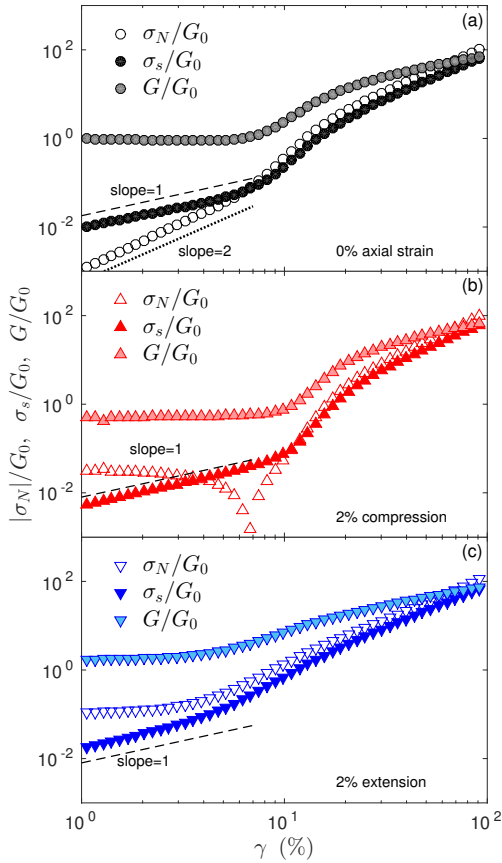 (a)
σ_N/G_0
σ_s/G_0
G/G_0
10^2
10^0
10^-2
slope=1
slope=2
0% axial strain
(b)
σ_N/G_0
σ_s/G_0
G/G_0
10^2
10^0
10^-2
slope=1
2% compression
(c)
σ_N/G_0
σ_s/G_0
G/G_0
10^2
10^0
10^-2
slope=1
2% extension
10^0 10^1 10^2
γ (%)
|σ_N|/G_0, σ_s/G_0, G/G_0